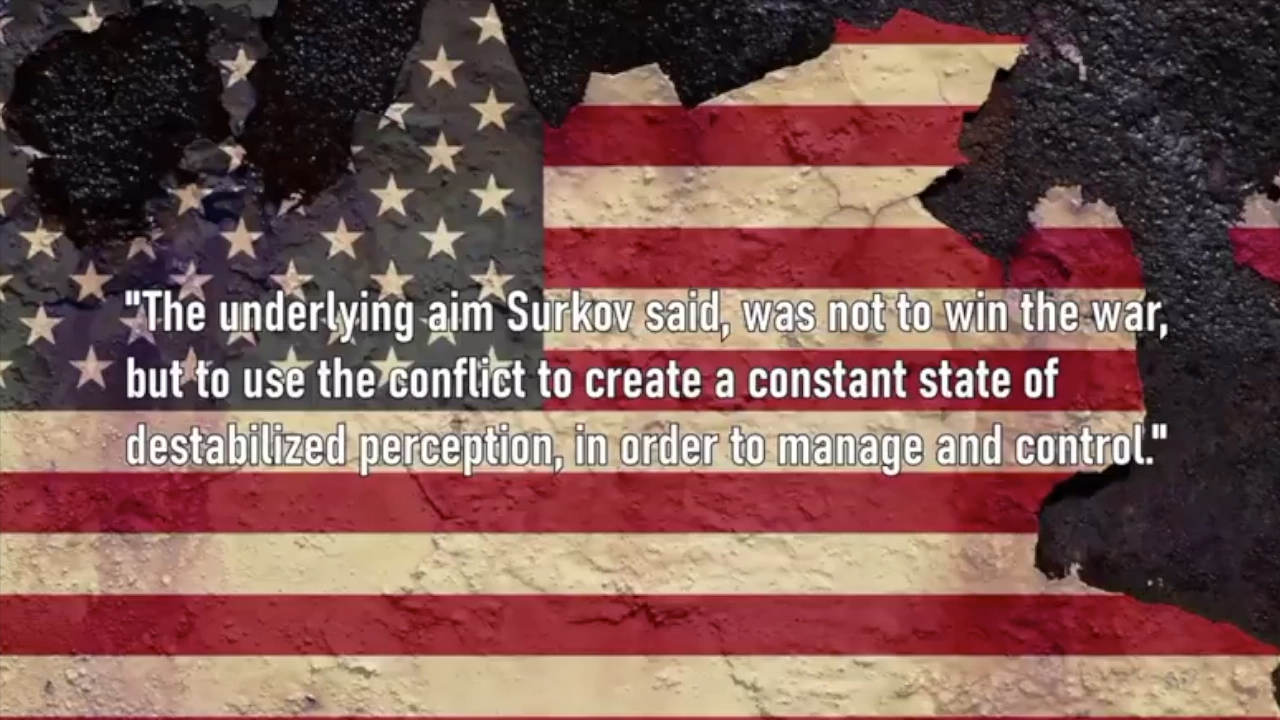 "The underlying aim Surkov said, was not to win the war,
but to use the conflict to create a constant state of
destabilized perception, in order to manage and control."